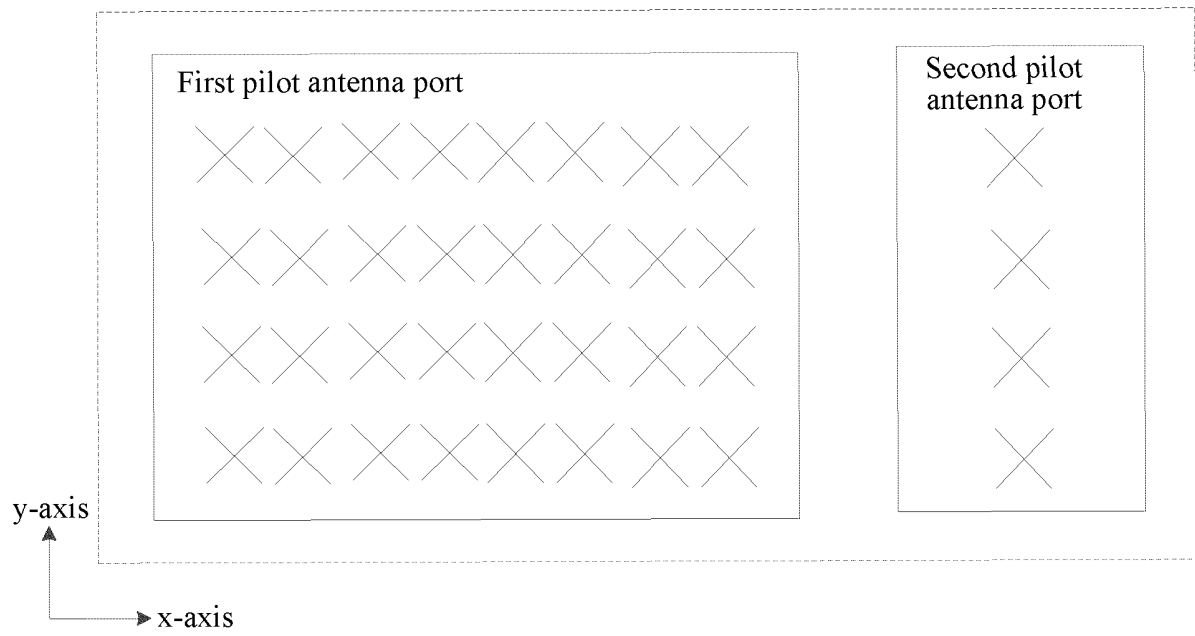 First pilot antenna port
Second pilot
antenna port
y-axis
x-axis